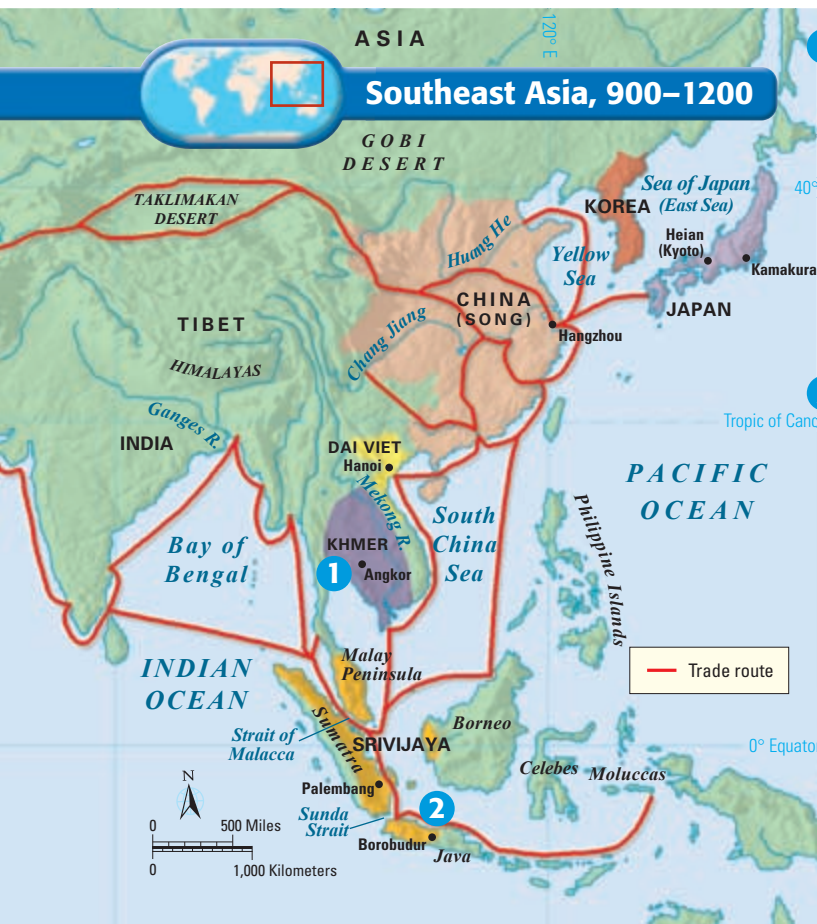 ASIA
120° E
Southeast Asia, 900–1200
GOBI
DESERT
TAKLIMAKAN
DESERT
Sea of Japan
(East Sea)
40°
KOREA
Huang He
Heian
(Kyoto)
Yellow
Sea
Kamakura
CHINA
(SONG)
JAPAN
TIBET
Hangzhou
Chang Jiang
HIMALAYAS
Ganges R.
Tropic of Canc
INDIA
DAI VIET
Hanoi
PACIFIC
OCEAN
Mekong R.
South
China
Sea
Philippine Islands
Bay of
Bengal
KHMER
1
Angkor
Malay
Peninsula
Trade route
INDIAN
OCEAN
Strait of
Malacca
Sumatra
SRIVIJAYA
Borneo
0° Equato
Celebes
Moluccas
N
Palembang
Sunda
Strait
2
0 500 Miles
Borobudur
Java
0 1,000 Kilometers